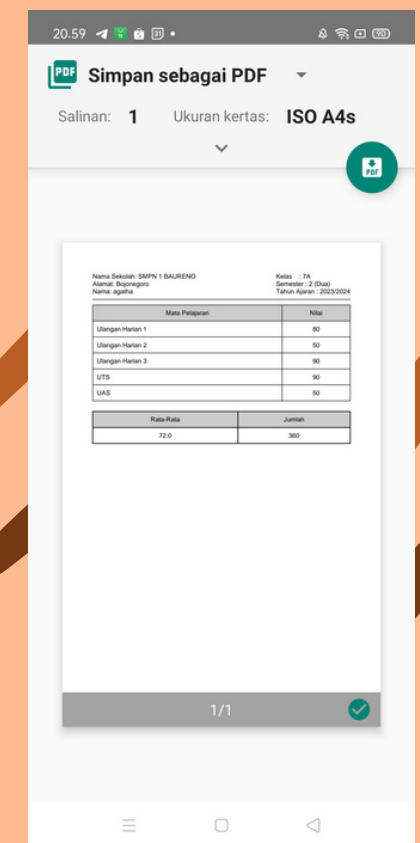 20.59 31 90
PDF Simpan sebagai PDF
Salinan: 1 Ukuran kertas: ISO A4s
PDF
Nama Sekolah: SMPN 1 BAURENO Kelas : 7A
Alamat: Bojonegoro Semester : 2 (Dua)
Nama: agatha Tahun Ajaran : 2023/2024
Mata Pelajaran Nilai
Ulangan Harian 1 80
Ulangan Harian 2 50
Ulangan Harian 3 90
UTS 90
UAS 50
Rata-Rata Jumlah
72.0 360
1/1